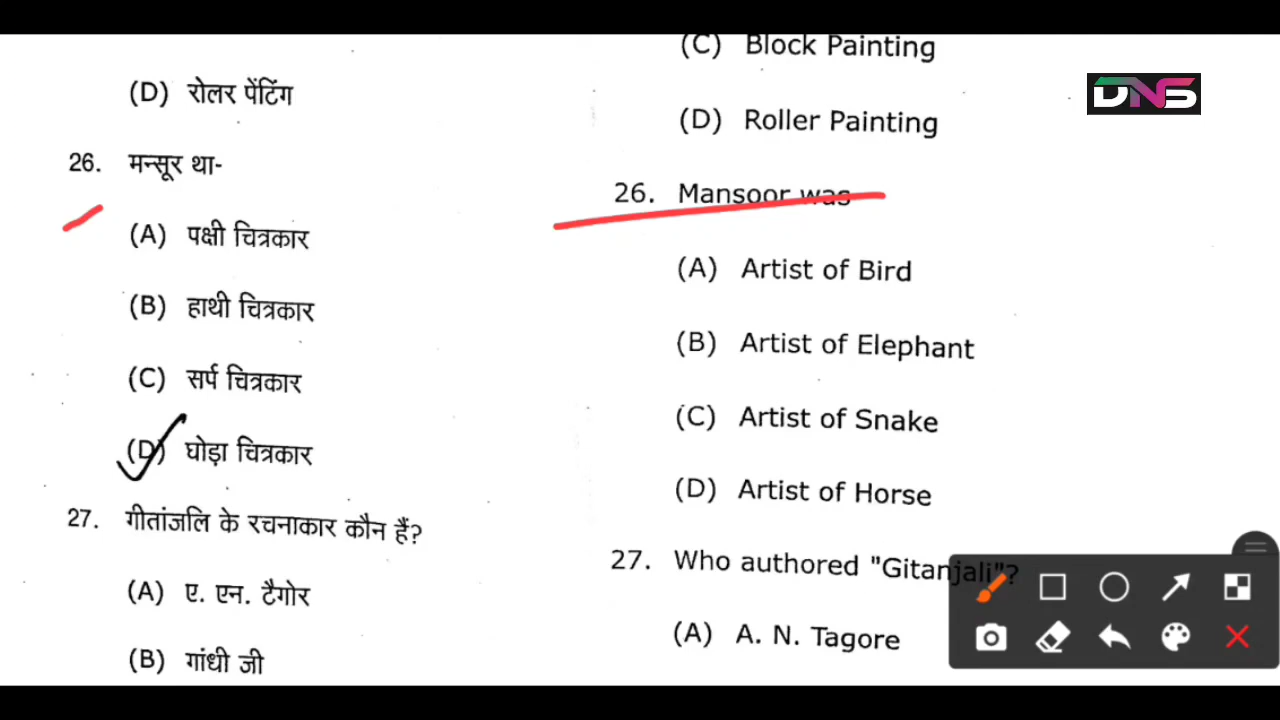 (D) रोलर पेंटिंग
26. मन्सूर था-
(A) पक्षी चित्रकार
(B) हाथी चित्रकार
(C) सर्प चित्रकार
(D) घोड़ा चित्रकार
27. गीतांजलि के रचनाकार कौन हैं?
(A) ए. एन. टैगोर
(B) गांधी जी
(C) Block Painting
(D) Roller Painting
26. Mansoor was
(A) Artist of Bird
(B) Artist of Elephant
(C) Artist of Snake
(D) Artist of Horse
27. Who authored "Gitanjali"?
(A) A. N. Tagore
DNS